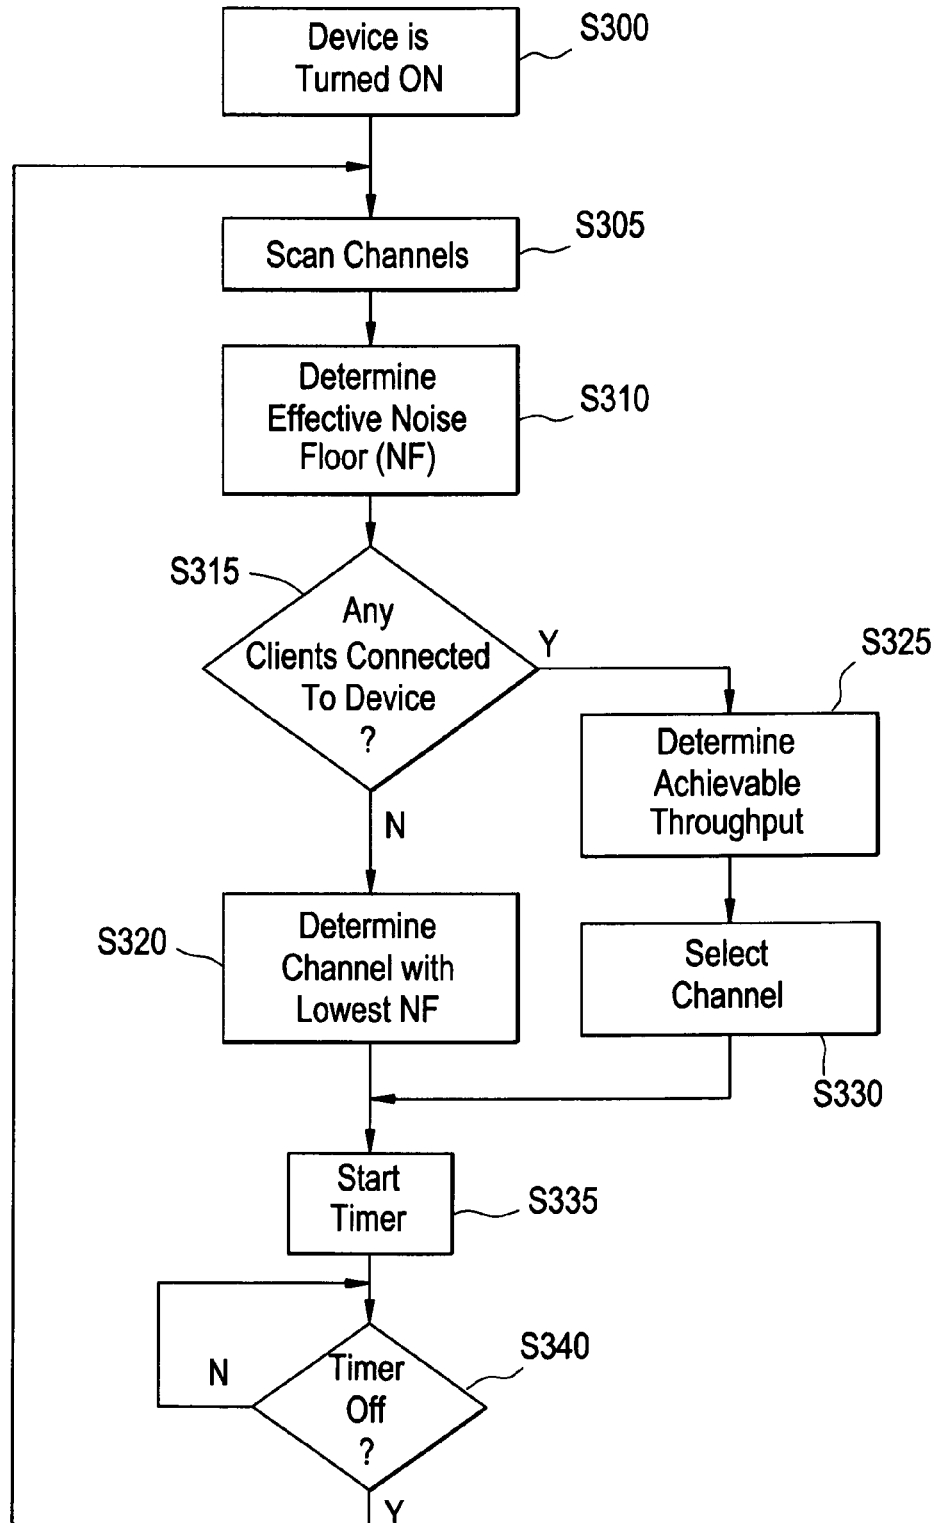 Device is
Turned ON
S300
Scan Channels
S305
Determine
Effective Noise
Floor (NF)
S310
S315
Any
Clients Connected
To Device
?
Y
N
S325
Determine
Achievable
Throughput
S320
Determine
Channel with
Lowest NF
Select
Channel
S330
Start
Timer
S335
S340
Timer
Off
?
N
Y